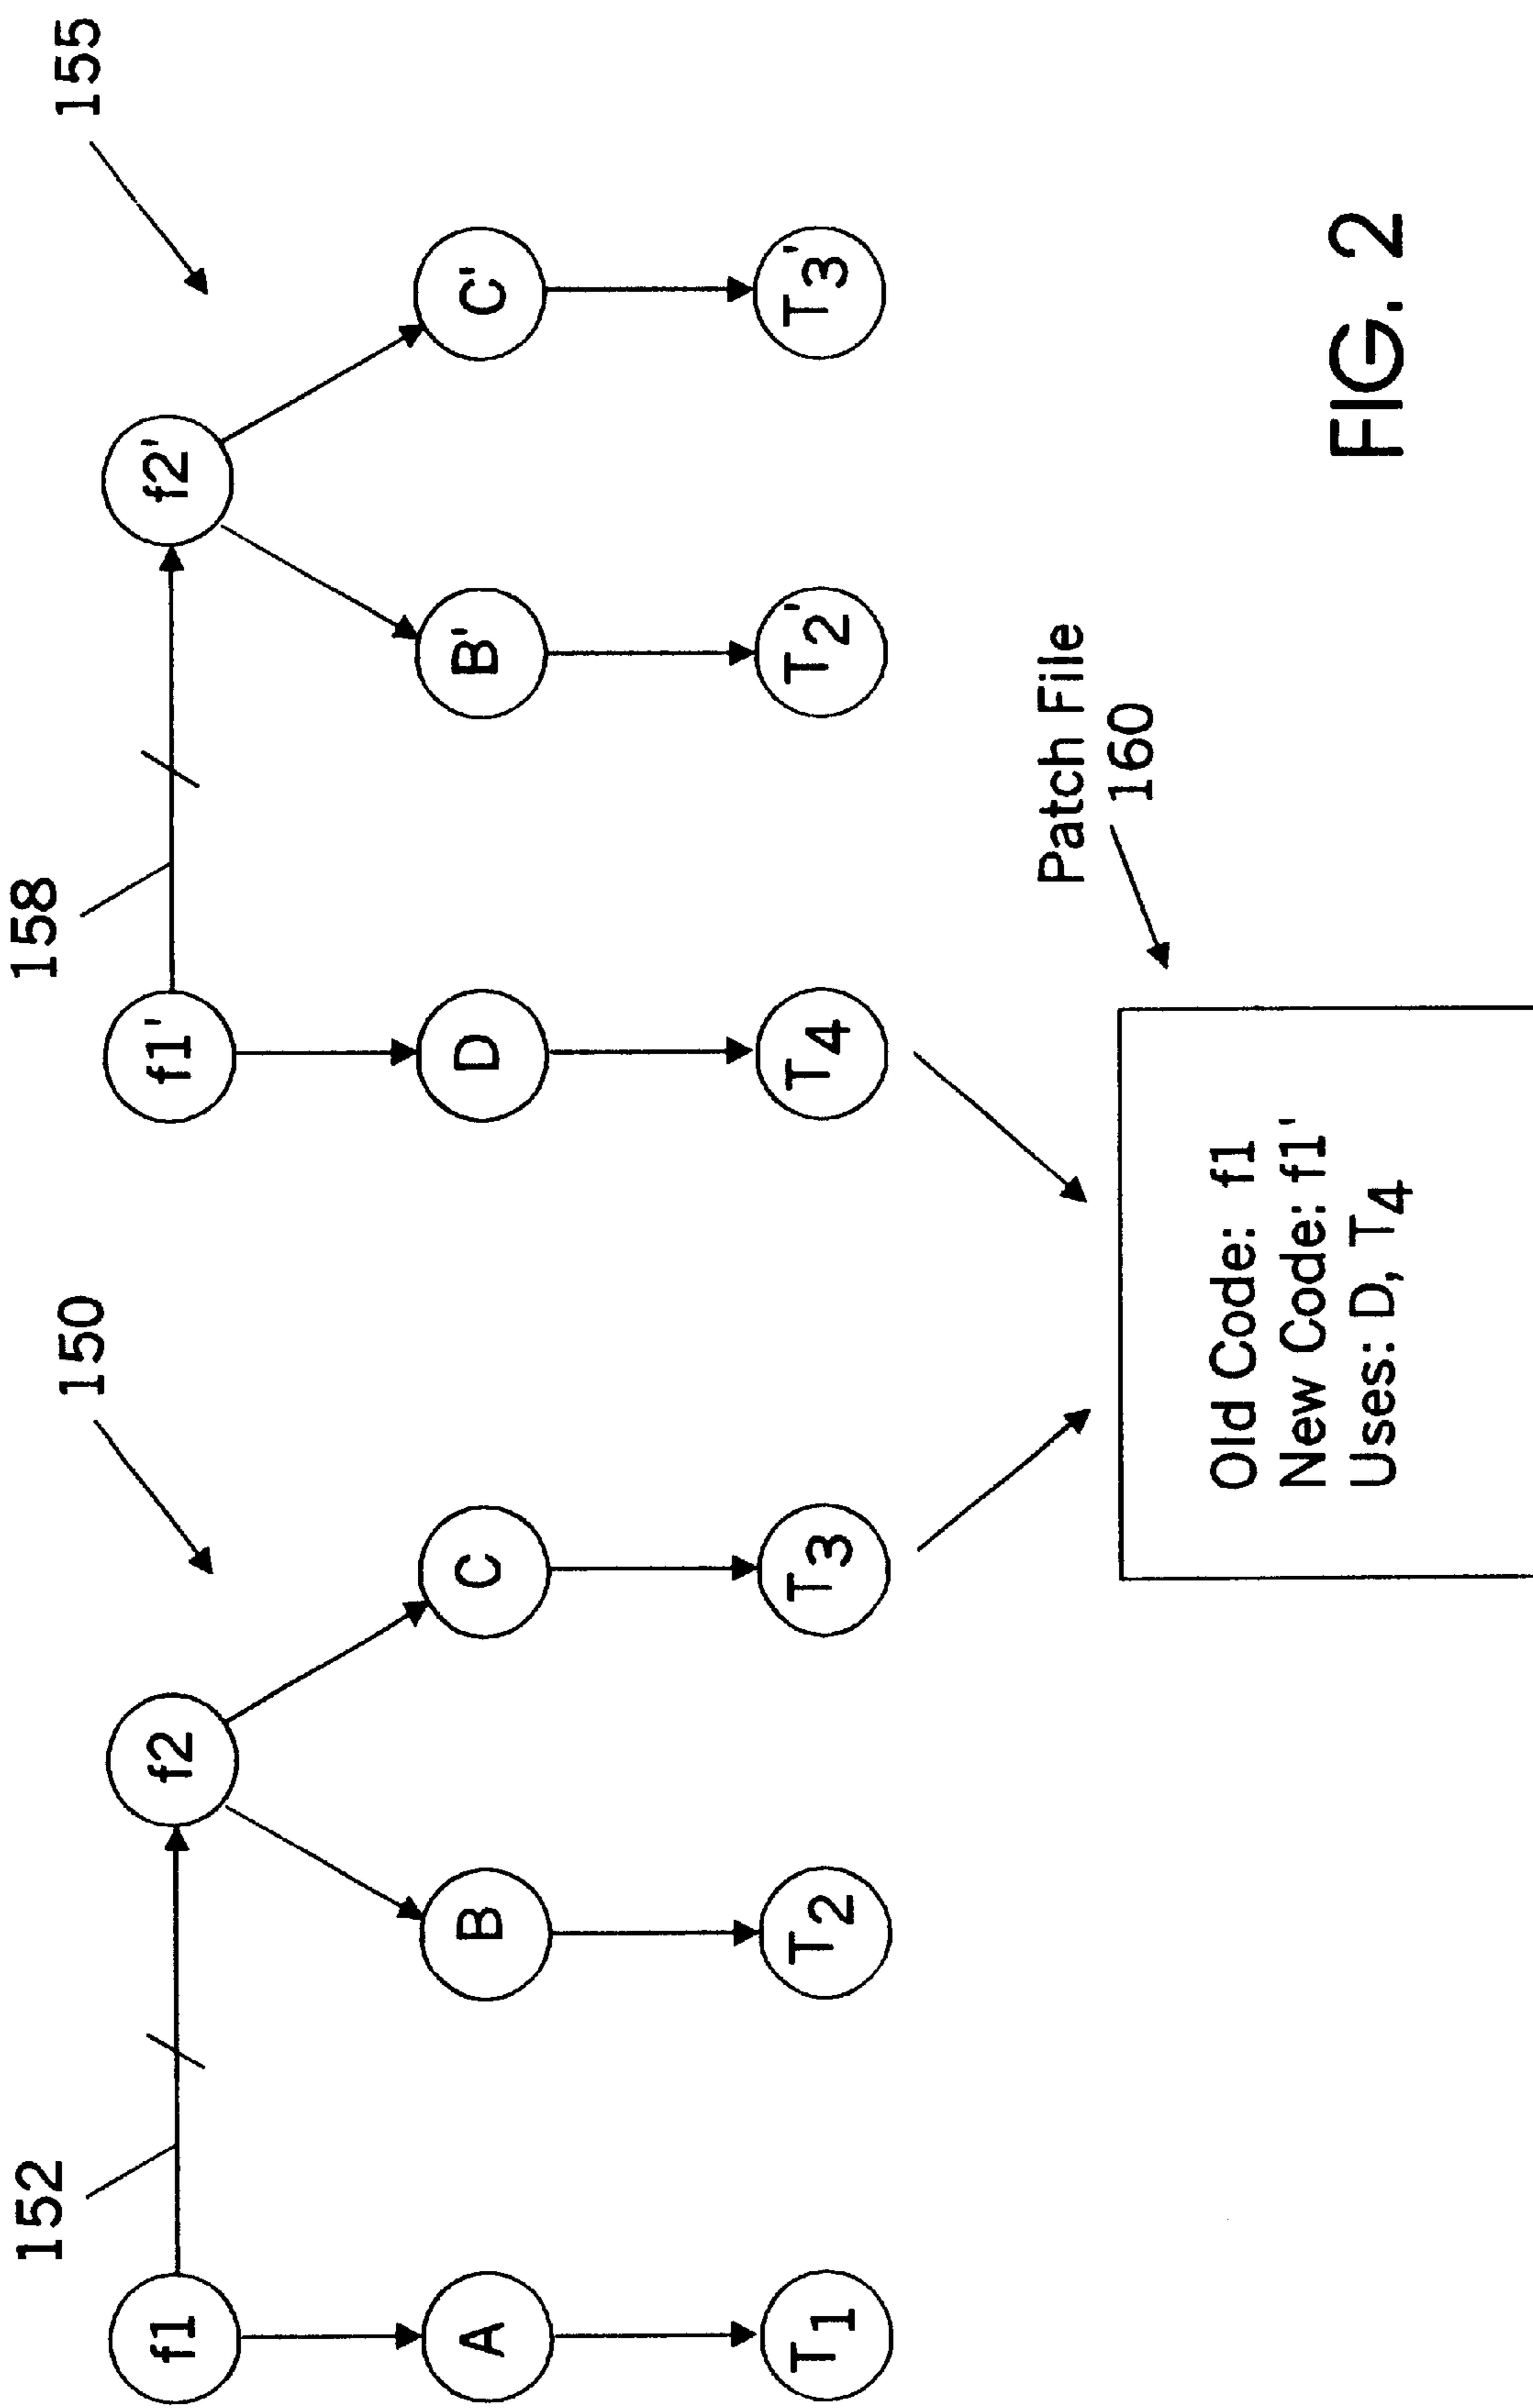 152
150
158
155
f1
f2
f1'
f2'
A
B
C
D
B'
C'
T1
T2
T3
T4
T2'
T3'
Patch File
160
Old Code: f1
New Code: f1'
Uses: D, T4
FIG. 2